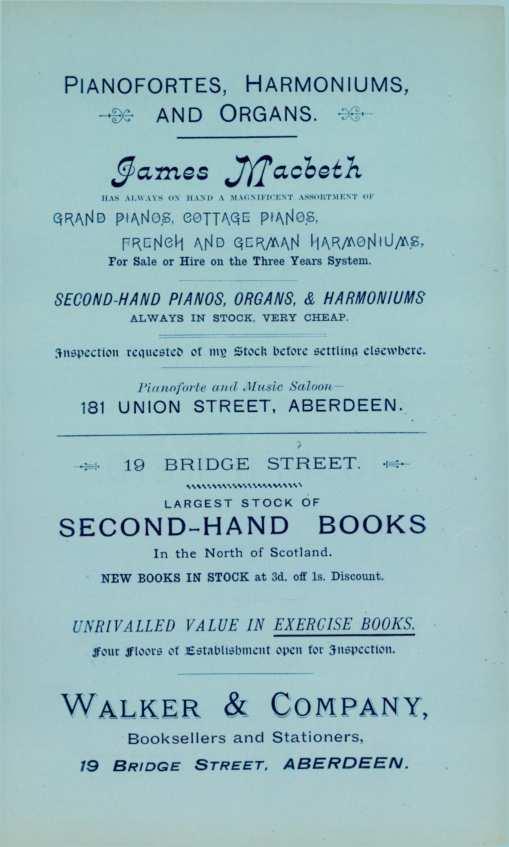 PIANOFORTES, HARMONIUMS,
AND ORGANS.
James Macbeth
HAS ALWAYS ON HAND A MAGNIFICENT ASSORTMENT OF
GRAND PIANOS, COTTAGE PIANOS,
FRENCH AND GERMAN HARMONIUMS,
For Sale or Hire on the Three Years System.
SECOND-HAND PIANOS, ORGANS, & HARMONIUMS
ALWAYS IN STOCK, VERY CHEAP.
Inspection requested of my Stock before settling elsewhere.
Pianoforte and Music Saloon—
181 UNION STREET, ABERDEEN.
19 BRIDGE STREET.
LARGEST STOCK OF
SECOND-HAND BOOKS
In the North of Scotland.
NEW BOOKS IN STOCK at 3d. off 1s. Discount.
UNRIVALLED VALUE IN EXERCISE BOOKS.
Four Floors of Establishment open for Inspection.
WALKER & COMPANY,
Booksellers and Stationers,
19 BRIDGE STREET, ABERDEEN.